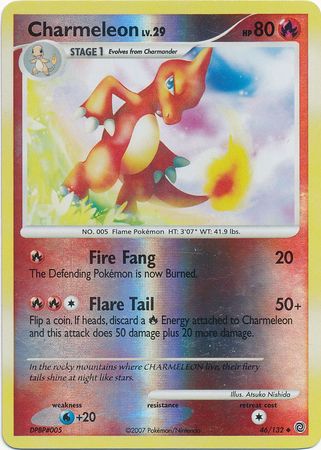 Charmeleon LV.29 HP 80
STAGE 1 Evolves from Charmander
NO. 005 Flame Pokémon HT: 3'07" WT: 41.9 lbs.
Fire Fang 20
The Defending Pokémon is now Burned.
Flare Tail 50+
Flip a coin. If heads, discard a Energy attached to Charmeleon
and this attack does 50 damage plus 20 more damage.
In the rocky mountains where CHARMELEON live, their fiery
tails shine at night like stars.
Illus. Atsuko Nishida
weakness resistance retreat cost
+20
DPBP#005 ©2007 Pokémon/Nintendo 46/132